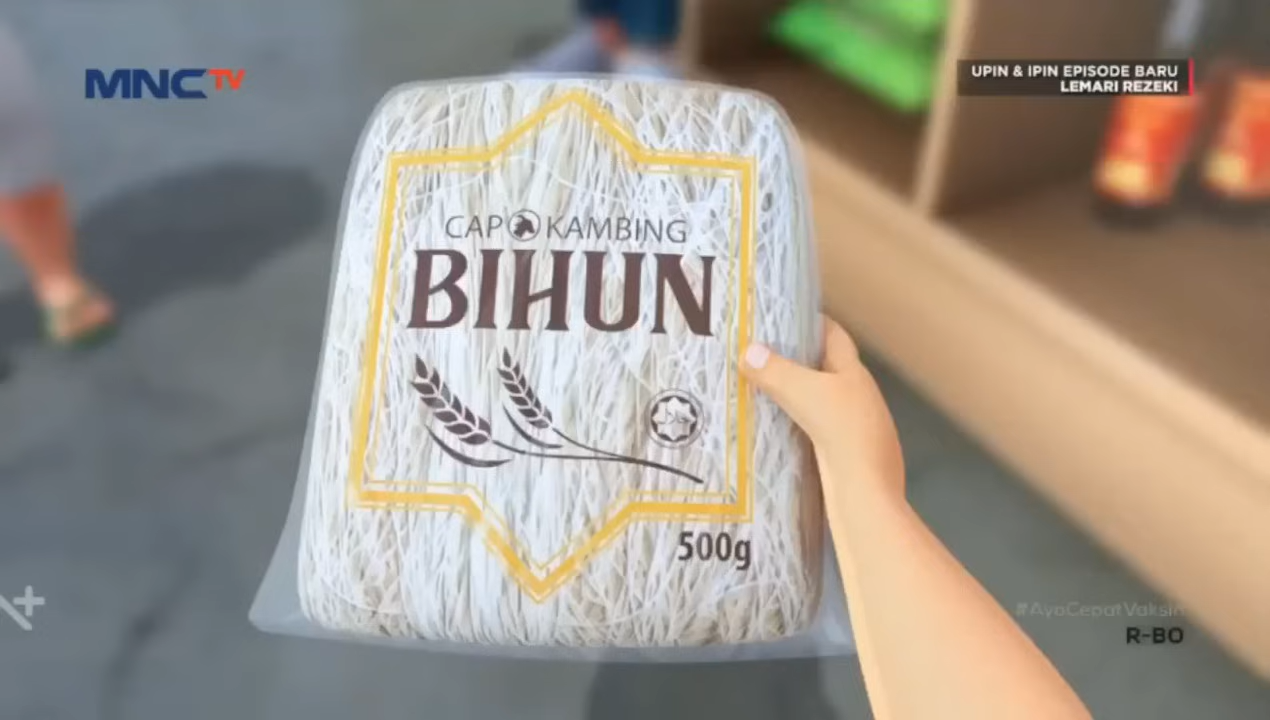 MNCTV
UPIN & IPIN EPISODE BARU
LEMARI REZEKI
CAP KAMBING
BIHUN
500g
#AyoCepatVaksin
R-BO